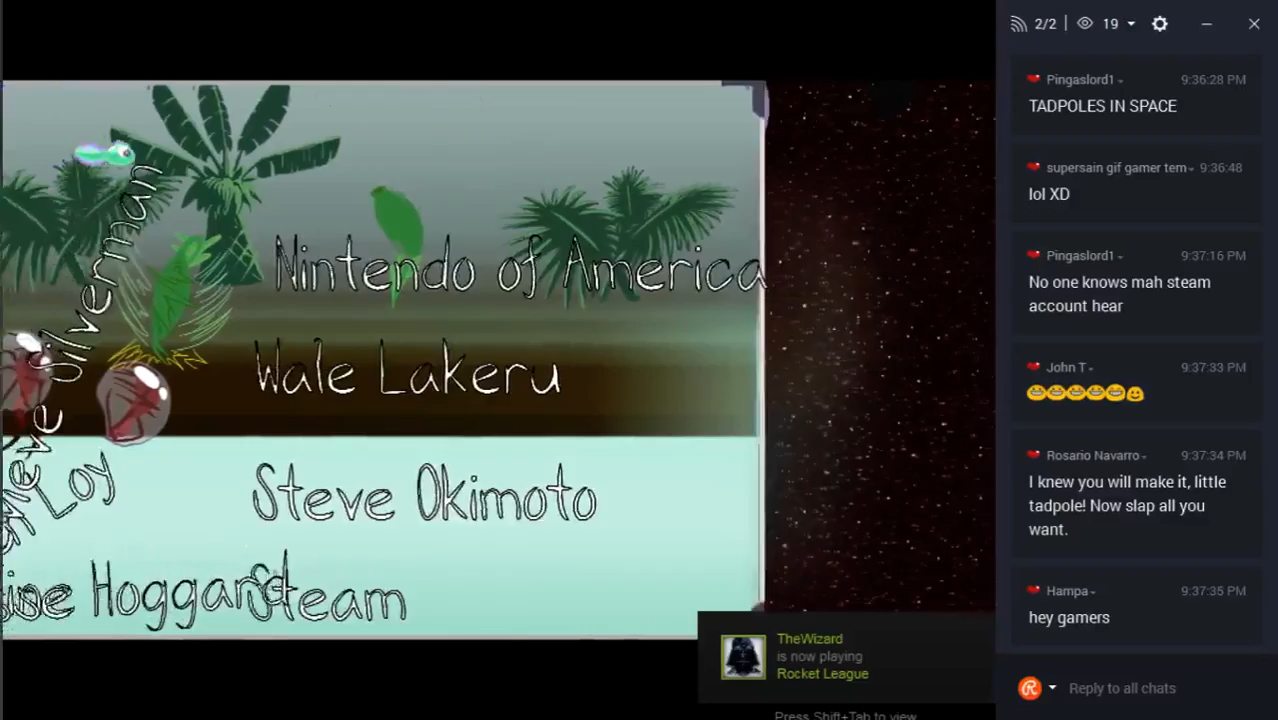 2/2 | 19
Pingaslord1 9:36:28 PM
TADPOLES IN SPACE
supersain gif gamer tem 9:36:48
lol XD
Pingaslord1 9:37:16 PM
No one knows mah steam
account hear
John T 9:37:33 PM
Rosario Navarro 9:37:34 PM
I knew you will make it, little
tadpole! Now slap all you
want.
Hampa 9:37:35 PM
hey gamers
Reply to all chats
Silverman
Nintendo of America
Wale Lakeru
Loy
Steve Okimoto
Hoggard
Steam
TheWizard
is now playing
Rocket League
Press Shift+Tab to view